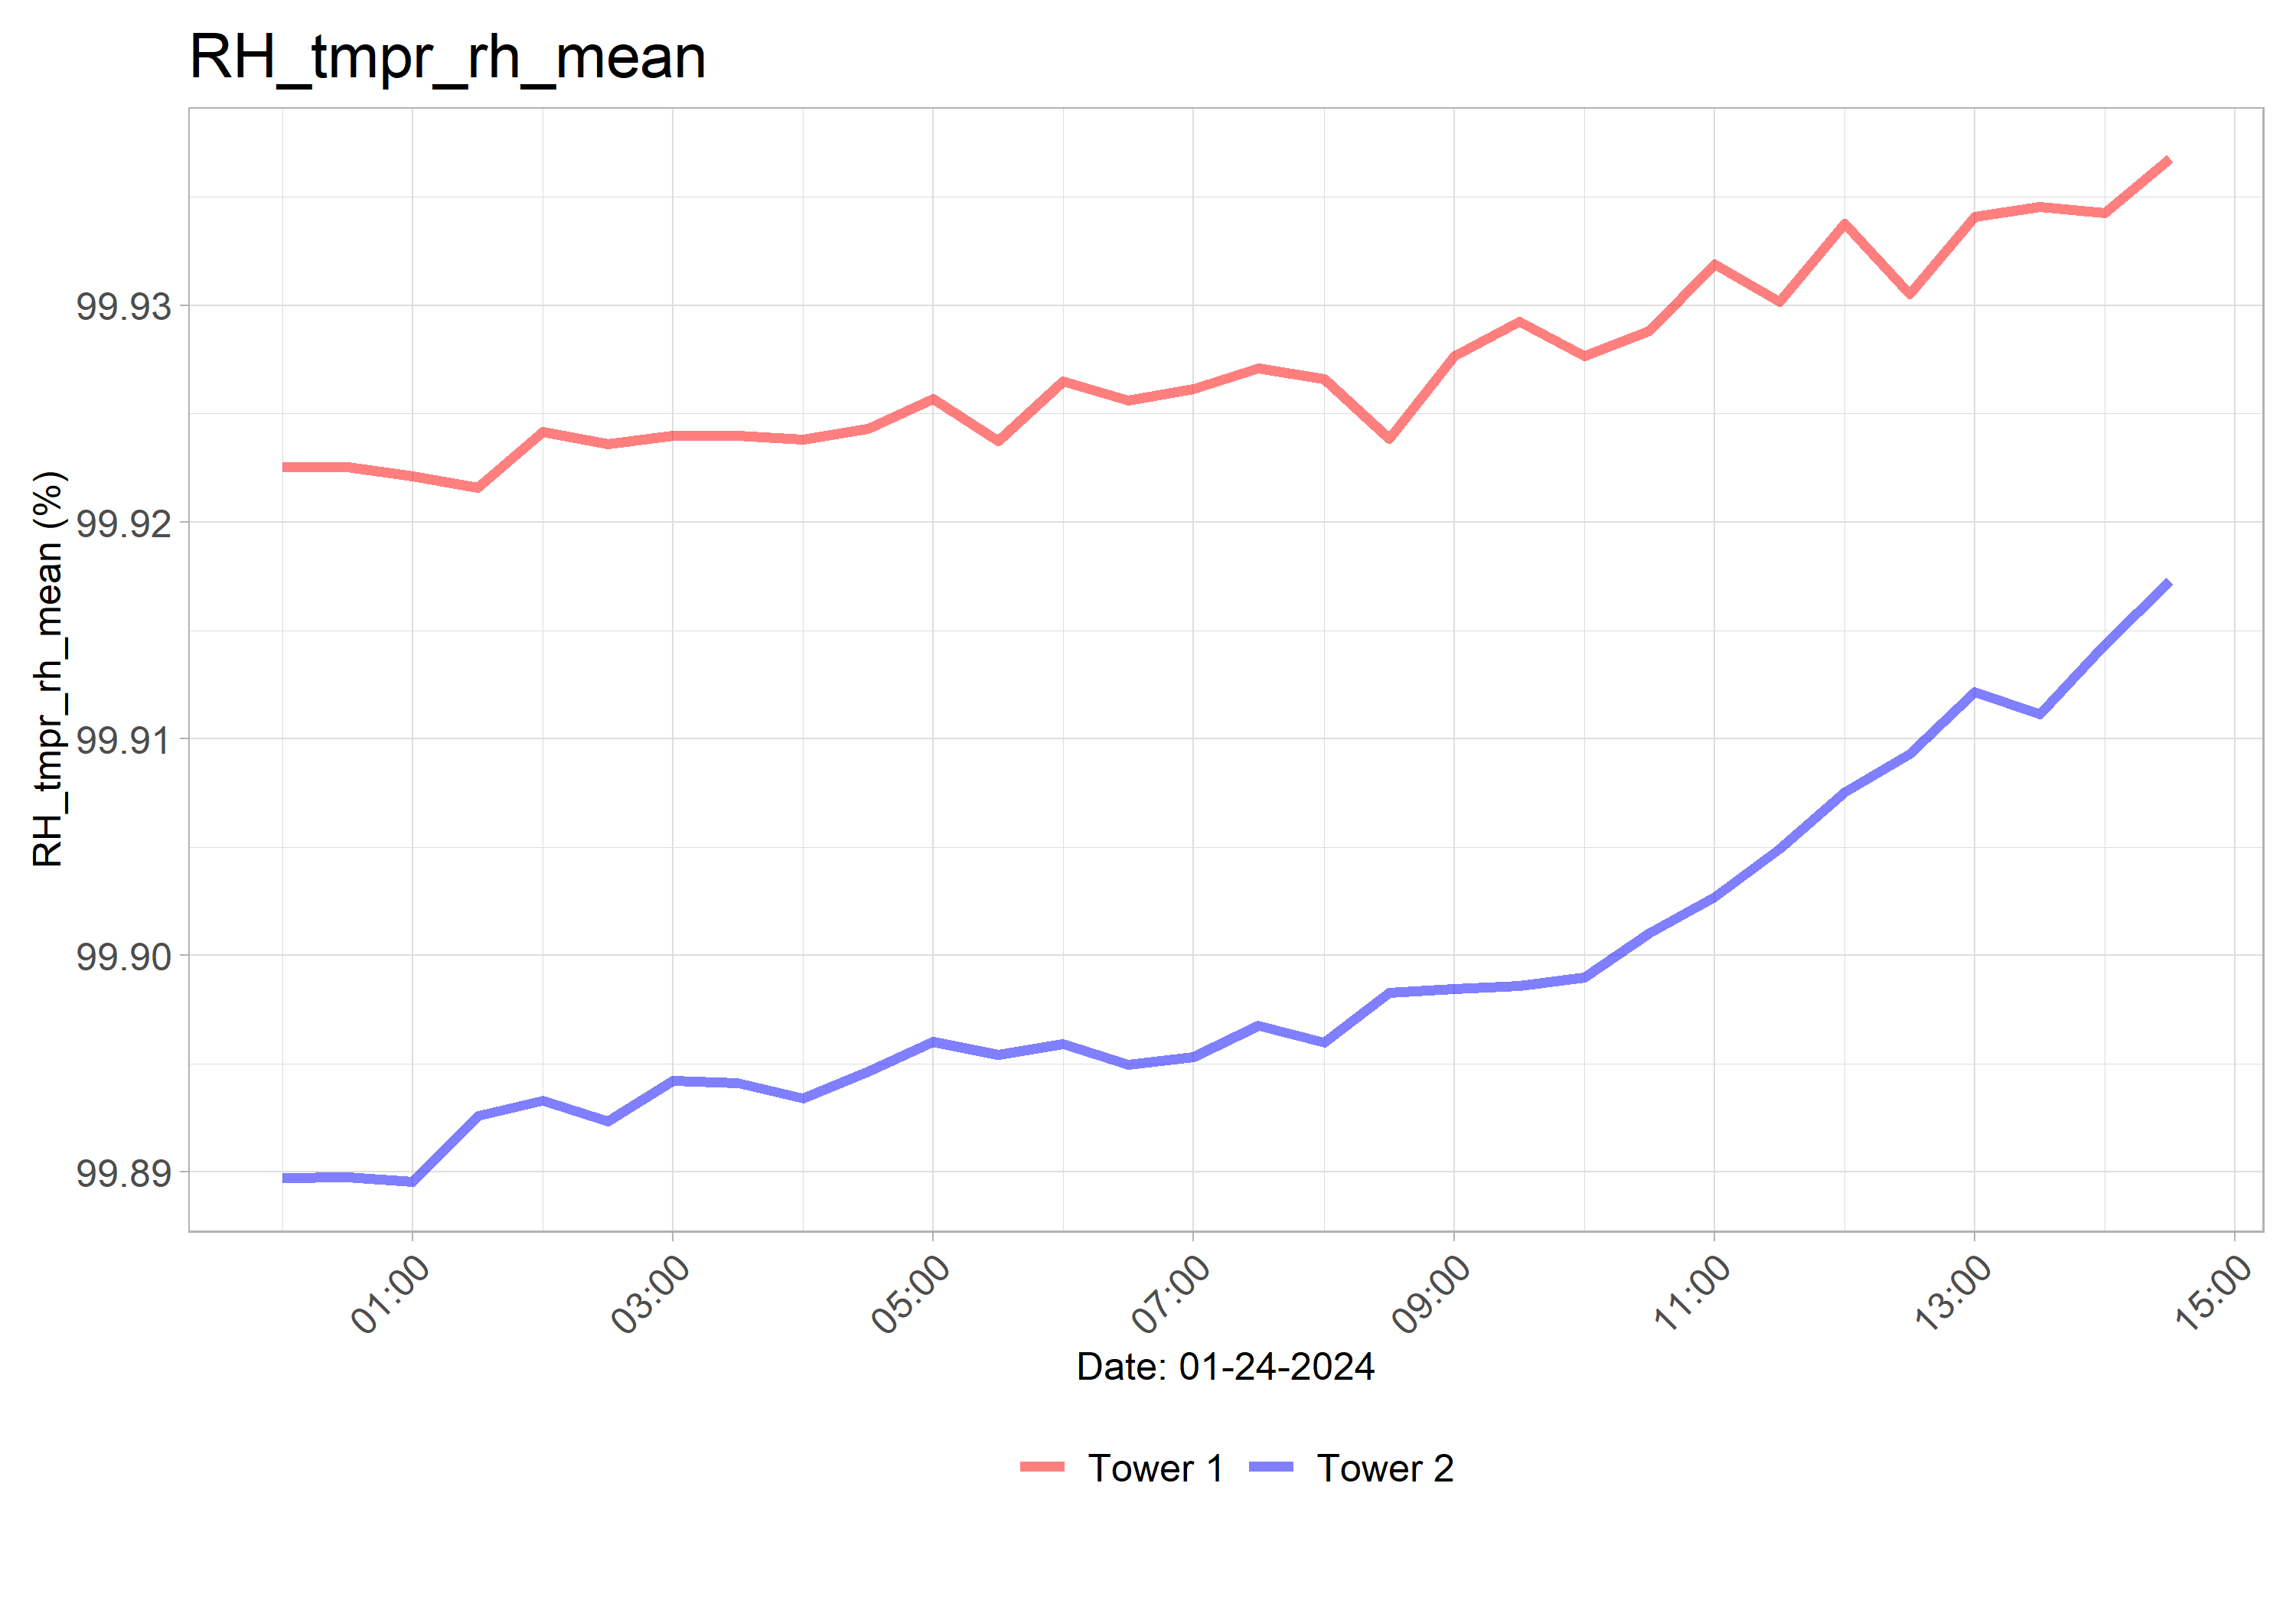 RH_tmpr_rh_mean
RH_tmpr_rh_mean (%)
99.93
99.92
99.91
99.90
99.89
01:00 03:00 05:00 07:00 09:00 11:00 13:00 15:00
Date: 01-24-2024
Tower 1 Tower 2